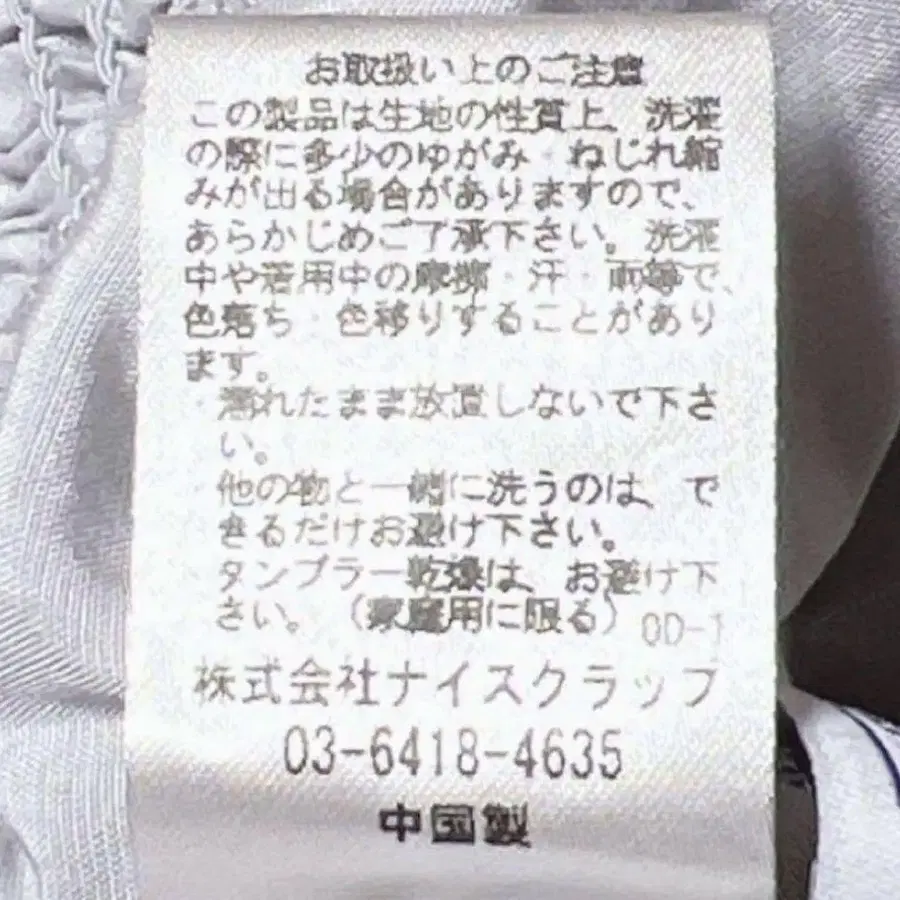 お取扱い上のご注意
この製品は生地の性質上、洗濯
の際に多少のゆがみ・ねじれ縮
みが出る場合がありますので、
あらかじめご了承下さい。洗濯
中や着用中の摩擦・汗・雨等で、
色落ち・色移りすることがあり
ます。
・濡れたまま放置しないで下さ
い。
・他の物と一緒に洗うのは、で
きるだけお避け下さい。
・タンブラー乾燥は、お避け下
さい。(家庭用に限る) OD-1
株式会社ナイスクラップ
03-6418-4635
中国製